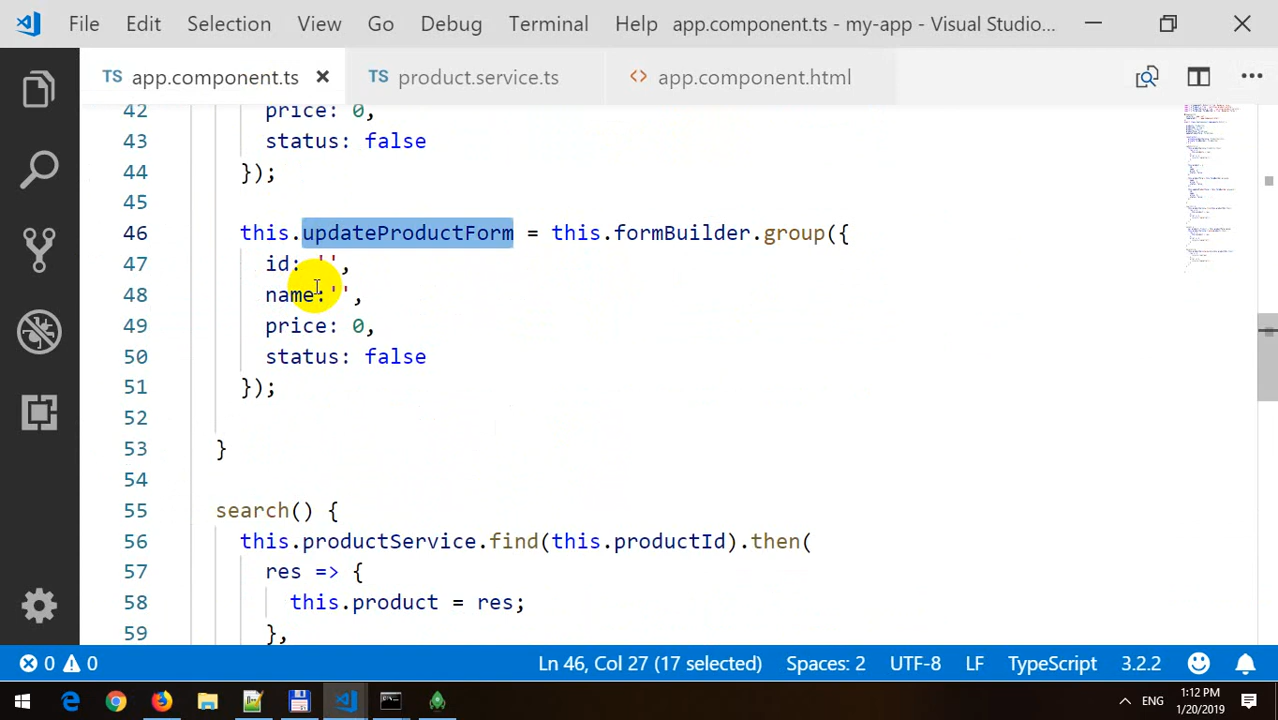 File Edit Selection View Go Debug Terminal Help app.component.ts - my-app - Visual Studio...
TS app.component.ts TS product.service.ts <> app.component.html
42 price: 0,
43 status: false
44 });
45
46 this.updateProductForm = this.formBuilder.group({
47 id: '',
48 name:'',
49 price: 0,
50 status: false
51 });
52
53 }
54
55 search() {
56 this.productService.find(this.productId).then(
57 res => {
58 this.product = res;
59 },
0 0 Ln 46, Col 27 (17 selected) Spaces: 2 UTF-8 LF TypeScript 3.2.2
ENG 1:12 PM
1/20/2019